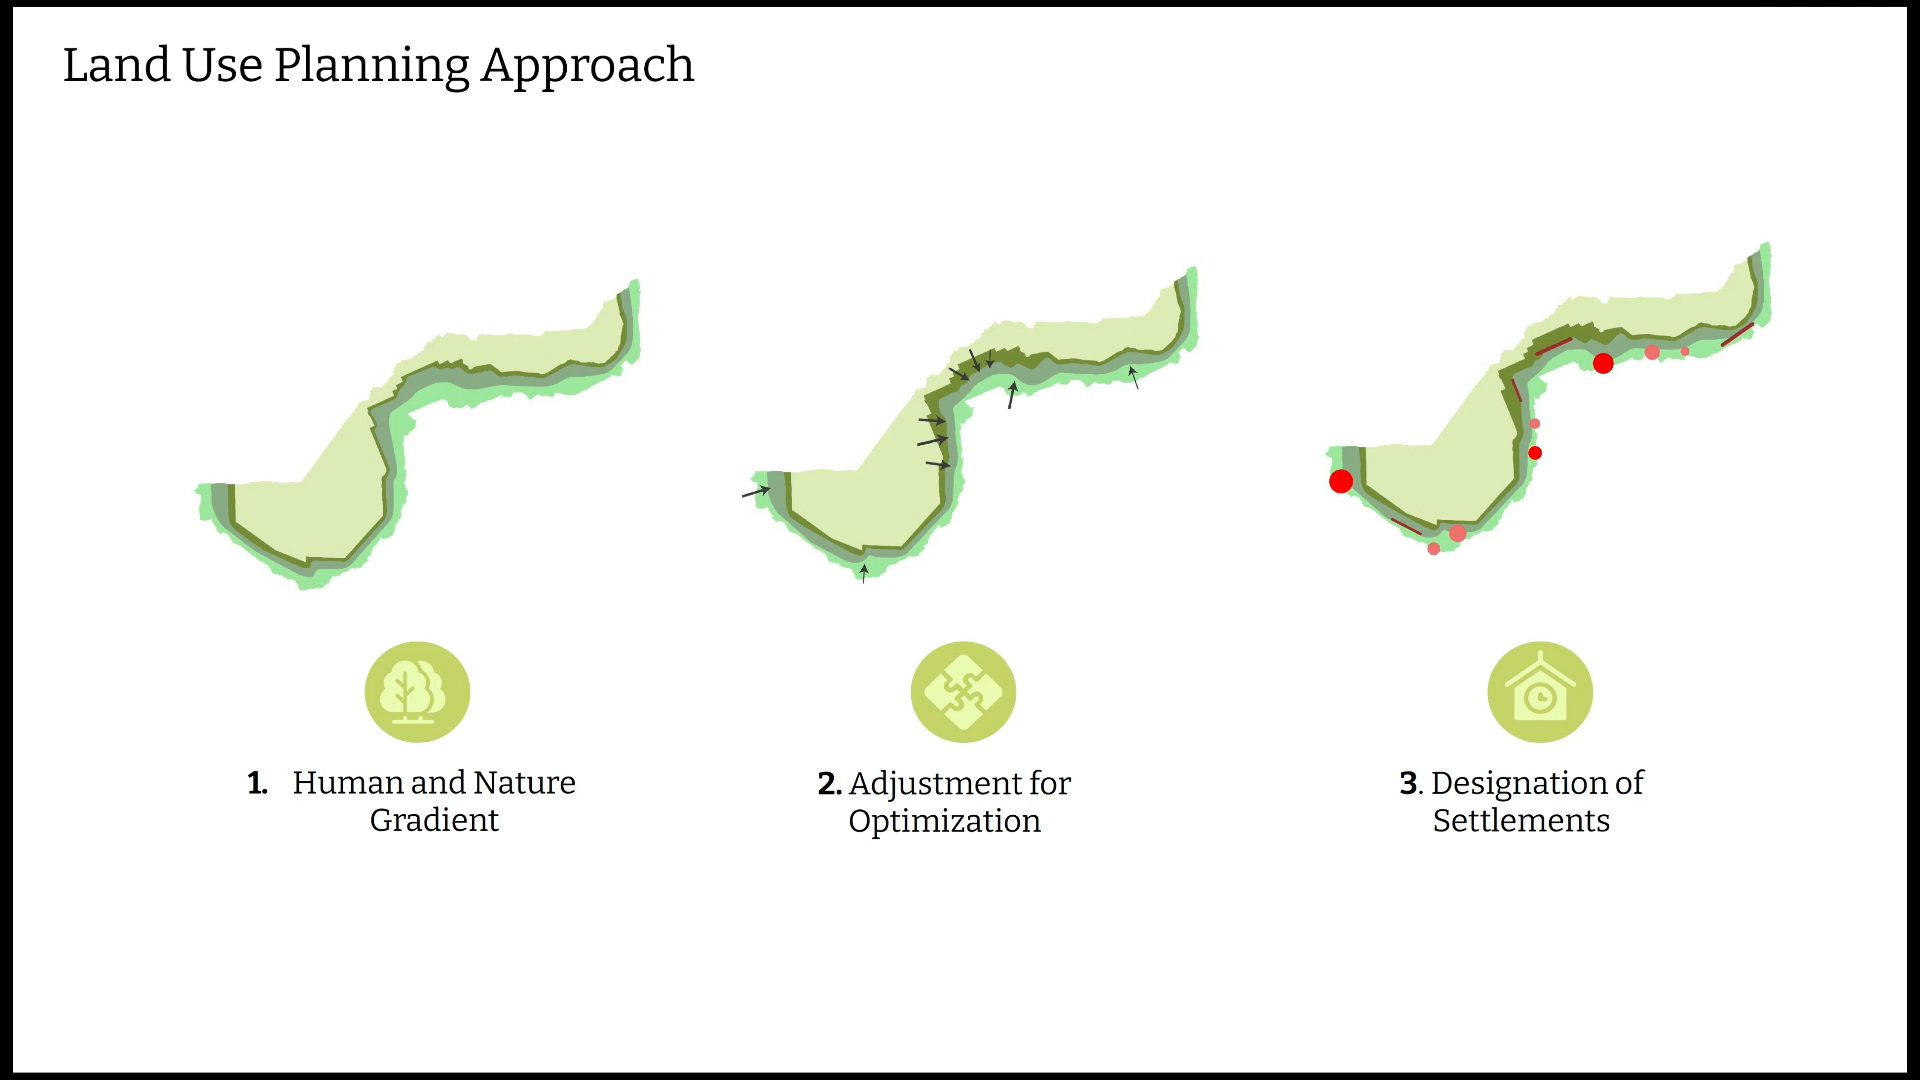 Land Use Planning Approach
1. Human and Nature
Gradient
2. Adjustment for
Optimization
3. Designation of
Settlements